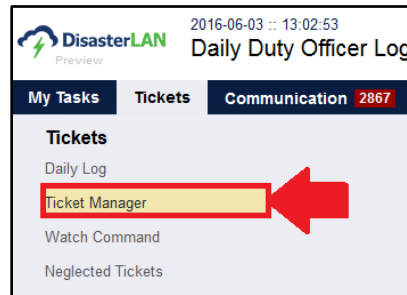 DisasterLAN
Preview
2016-06-03 :: 13:02:53
Daily Duty Officer Log
My Tasks Tickets Communication 2867
Tickets
Daily Log
Ticket Manager
Watch Command
Neglected Tickets